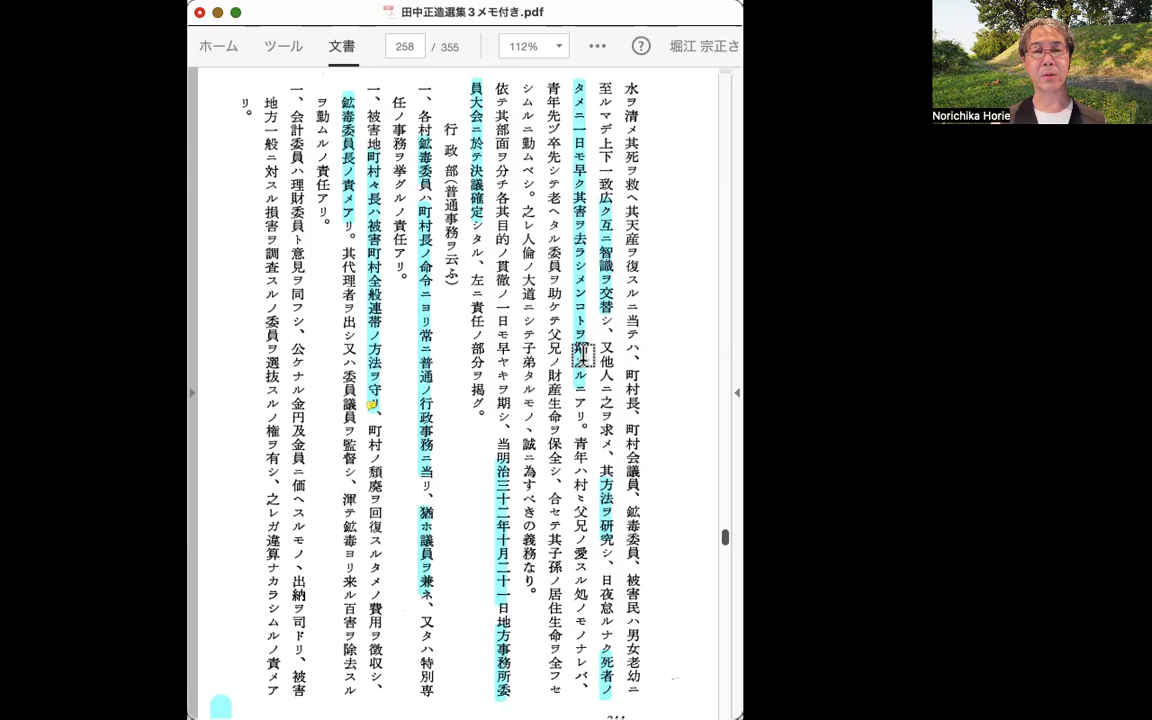 田中正造選集３メモ付き.pdf
ホーム ツール 文書 258 / 355 112% 堀江 宗正さ
水ヲ清メ其死ヲ救ヘ其天産ヲ復スルニ当テハ、町村長、町村会議員、鉱毒委員、被害民ハ男女老幼ニ
至ルマデ上下一致広ク互ニ智識ヲ交替シ、又他人ニ之ヲ求メ、其方法ヲ研究シ、日夜怠ルナク死者ノ
タメニ一日モ早ク其害ヲ去ラシメンコトヲ期スルニアリ。青年ハ村々父兄ノ愛スル処ノモノナレバ、
青年先ヅ卒先シテ老ヘタル委員ヲ助ケテ父兄ノ財産生命ヲ保全シ、合セテ其子孫ノ居住生命ヲ全フセ
シムルニ勤ムベシ。之レ人倫ノ大道ニシテ子弟タルモノヽ誠ニ為すべきの義務なり。
依テ其部面ヲ分チ各其目的ノ貫徹ノ一日モ早ヤキヲ期シ、当明治三十二年十月二十一日地方事務所委
員大会ニ於テ決議確定シタル、左ニ責任ノ部分ヲ掲グ。
行政部（普通事務ヲ云ふ）
一、各村鉱毒委員ハ町村長ノ命令ニヨリ常ニ普通ノ行政事務ニ当リ、猶ホ議員ヲ兼ネ、又タハ特別専
任ノ事務ヲ挙グルノ責任アリ。
一、被害地町村々長ハ被害町村全般連帯ノ方法ヲ守リ、町村ノ頽廃ヲ回復スルタメノ費用ヲ徴収シ、
鉱毒委員長ノ責メアリ。其代理者ヲ出シ又ハ委員議員ヲ監督シ、渾テ鉱毒ヨリ来ル百害ヲ除去スル
ヲ勤ムルノ責任アリ。
一、会計委員ハ理財委員ト意見ヲ同フシ、公ケナル金円及金員ニ価ヘスルモノヽ出納ヲ司ドリ、被害
地方一般ニ対スル損害ヲ調査スルノ委員ヲ選抜スルノ権ヲ有シ、之レガ違算ナカラシムルノ責メア
リ。
Norichika Horie